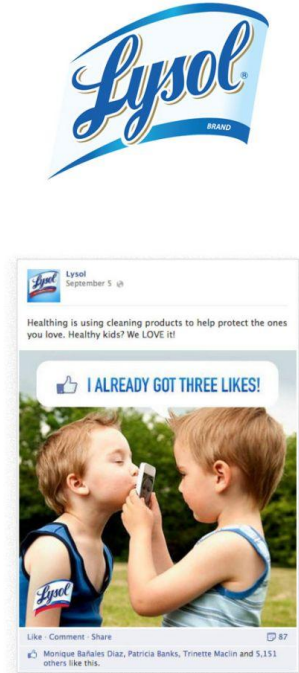 Lysol®
BRAND
Lysol
Lysol
September 5
Healthing is using cleaning products to help protect the ones
you love. Healthy kids? We LOVE it!
I ALREADY GOT THREE LIKES!
Lysol
Like · Comment · Share
87
Monique Bañales Diaz, Patricia Banks, Trinette Maclin and 5,151
others like this.